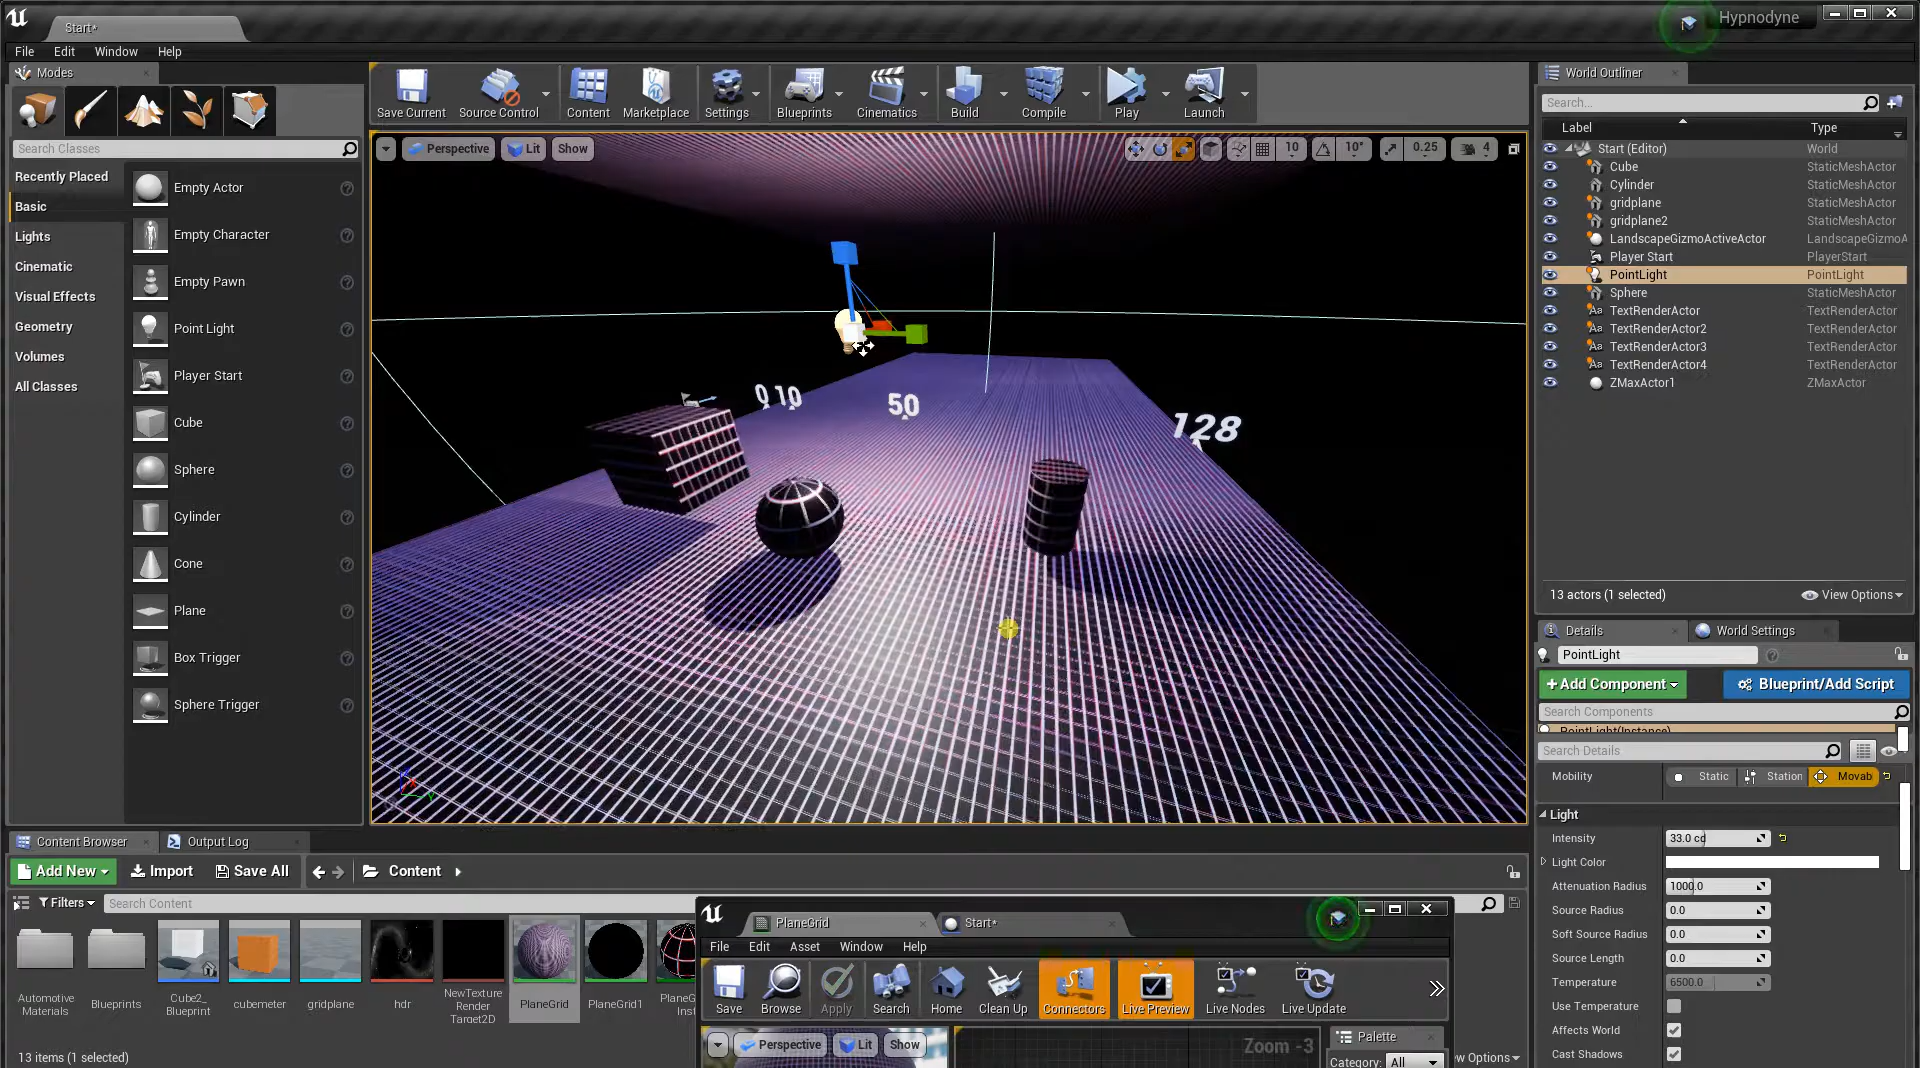 Start*
Hypnodyne
File Edit Window Help
Modes
Search Classes
Recently Placed
Basic
Lights
Cinematic
Visual Effects
Geometry
Volumes
All Classes
Empty Actor
Empty Character
Empty Pawn
Point Light
Player Start
Cube
Sphere
Cylinder
Cone
Plane
Box Trigger
Sphere Trigger
Save Current Source Control Content Marketplace Settings Blueprints Cinematics Build Compile Play Launch
Perspective Lit Show
10 10° 0.25 4
0 10
50
128
World Outliner
Search...
Label Type
Start (Editor) World
Cube StaticMeshActor
Cylinder StaticMeshActor
gridplane StaticMeshActor
gridplane2 StaticMeshActor
LandscapeGizmoActiveActor LandscapeGizmoA
Player Start PlayerStart
PointLight PointLight
Sphere StaticMeshActor
TextRenderActor TextRenderActor
TextRenderActor2 TextRenderActor
TextRenderActor3 TextRenderActor
TextRenderActor4 TextRenderActor
ZMaxActor1 ZMaxActor
13 actors (1 selected) View Options
Details World Settings
PointLight
+Add Component Blueprint/Add Script
Search Components
PointLight(Instance)
Search Details
Mobility Static Station Movab
Light
Intensity 33.0 cd
Light Color
Attenuation Radius 1000.0
Source Radius 0.0
Soft Source Radius 0.0
Source Length 0.0
Temperature 6500.0
Use Temperature
Affects World
Cast Shadows
Content Browser Output Log
Add New Import Save All Content
Filters Search Content
Automotive Materials
Blueprints
Cube2_ Blueprint
cubemeter
gridplane
hdr
NewTexture Render Target2D
PlaneGrid
PlaneGrid1
PlaneG Inst
13 items (1 selected)
PlaneGrid Start*
File Edit Asset Window Help
Save Browse Apply Search Home Clean Up Connectors Live Preview Live Nodes Live Update
Perspective Lit Show
Zoom -3
Palette
Category: All
ew Options